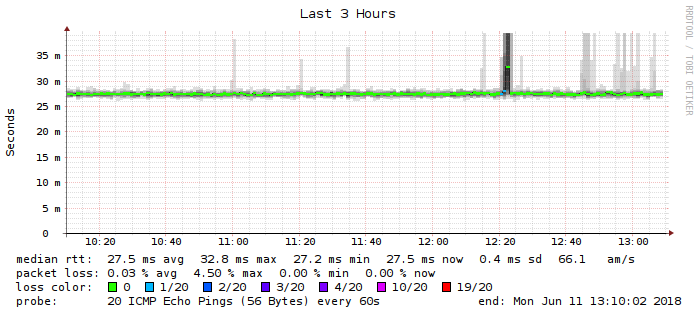 Last 3 Hours
RRDTOOL / TOBI OETIKER
Seconds
35 m
30 m
25 m
20 m
15 m
10 m
5 m
0
10:20 10:40 11:00 11:20 11:40 12:00 12:20 12:40 13:00
median rtt: 27.5 ms avg 32.8 ms max 27.2 ms min 27.5 ms now 0.4 ms sd 66.1 am/s
packet loss: 0.03 % avg 4.50 % max 0.00 % min 0.00 % now
loss color: 0 1/20 2/20 3/20 4/20 10/20 19/20
probe: 20 ICMP Echo Pings (56 Bytes) every 60s end: Mon Jun 11 13:10:02 2018